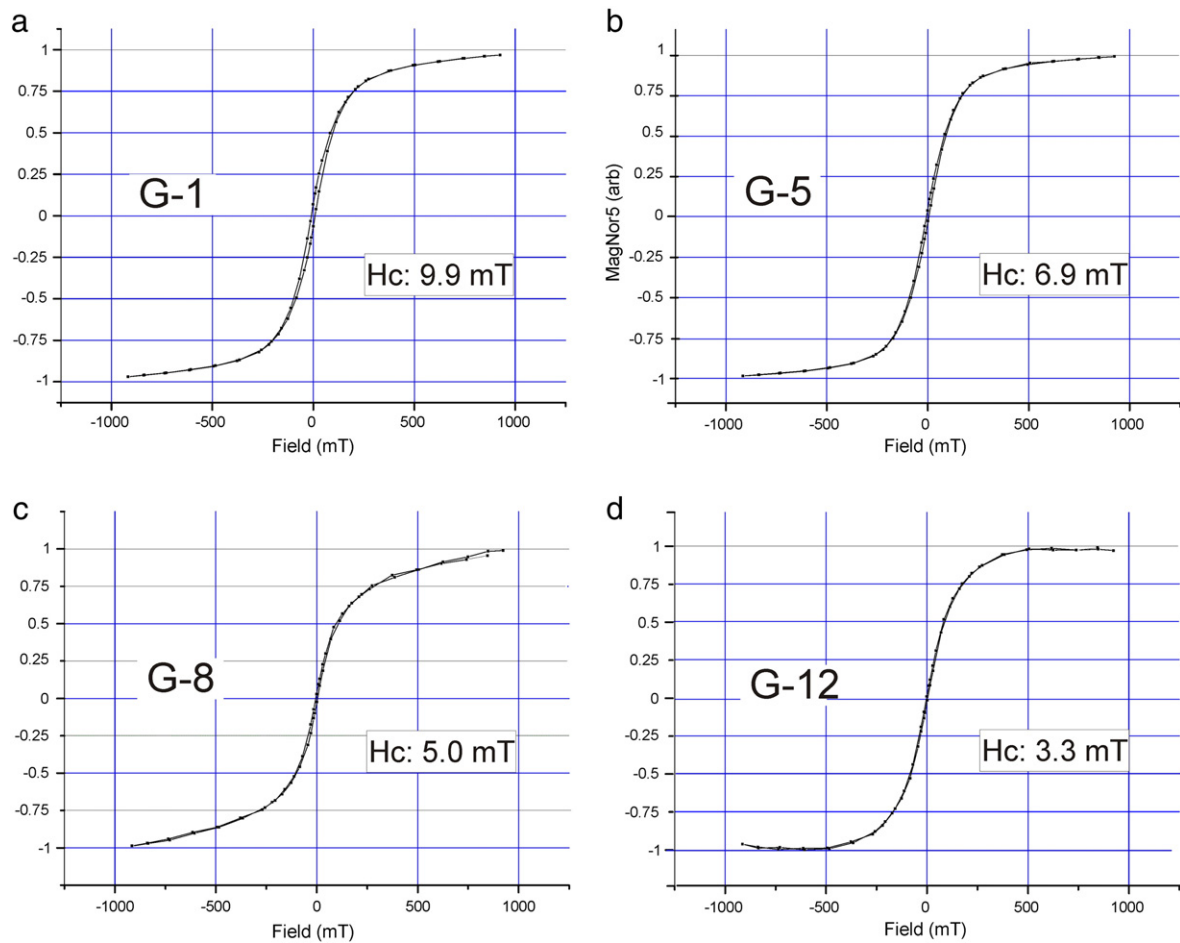 a
1
0.75
0.5
0.25
0
-0.25
-0.5
-0.75
-1
G-1
Hc: 9.9 mT
-1000 -500 0 500 1000
Field (mT)
b
1
0.75
0.5
0.25
0
-0.25
-0.5
-0.75
-1
MagNor5 (arb)
G-5
Hc: 6.9 mT
-1000 -500 0 500 1000
Field (mT)
c
1
0.75
0.5
0.25
0
-0.25
-0.5
-0.75
-1
G-8
Hc: 5.0 mT
-1000 -500 0 500 1000
Field (mT)
d
1
0.75
0.5
0.25
0
-0.25
-0.5
-0.75
-1
G-12
Hc: 3.3 mT
-1000 -500 0 500 1000
Field (mT)